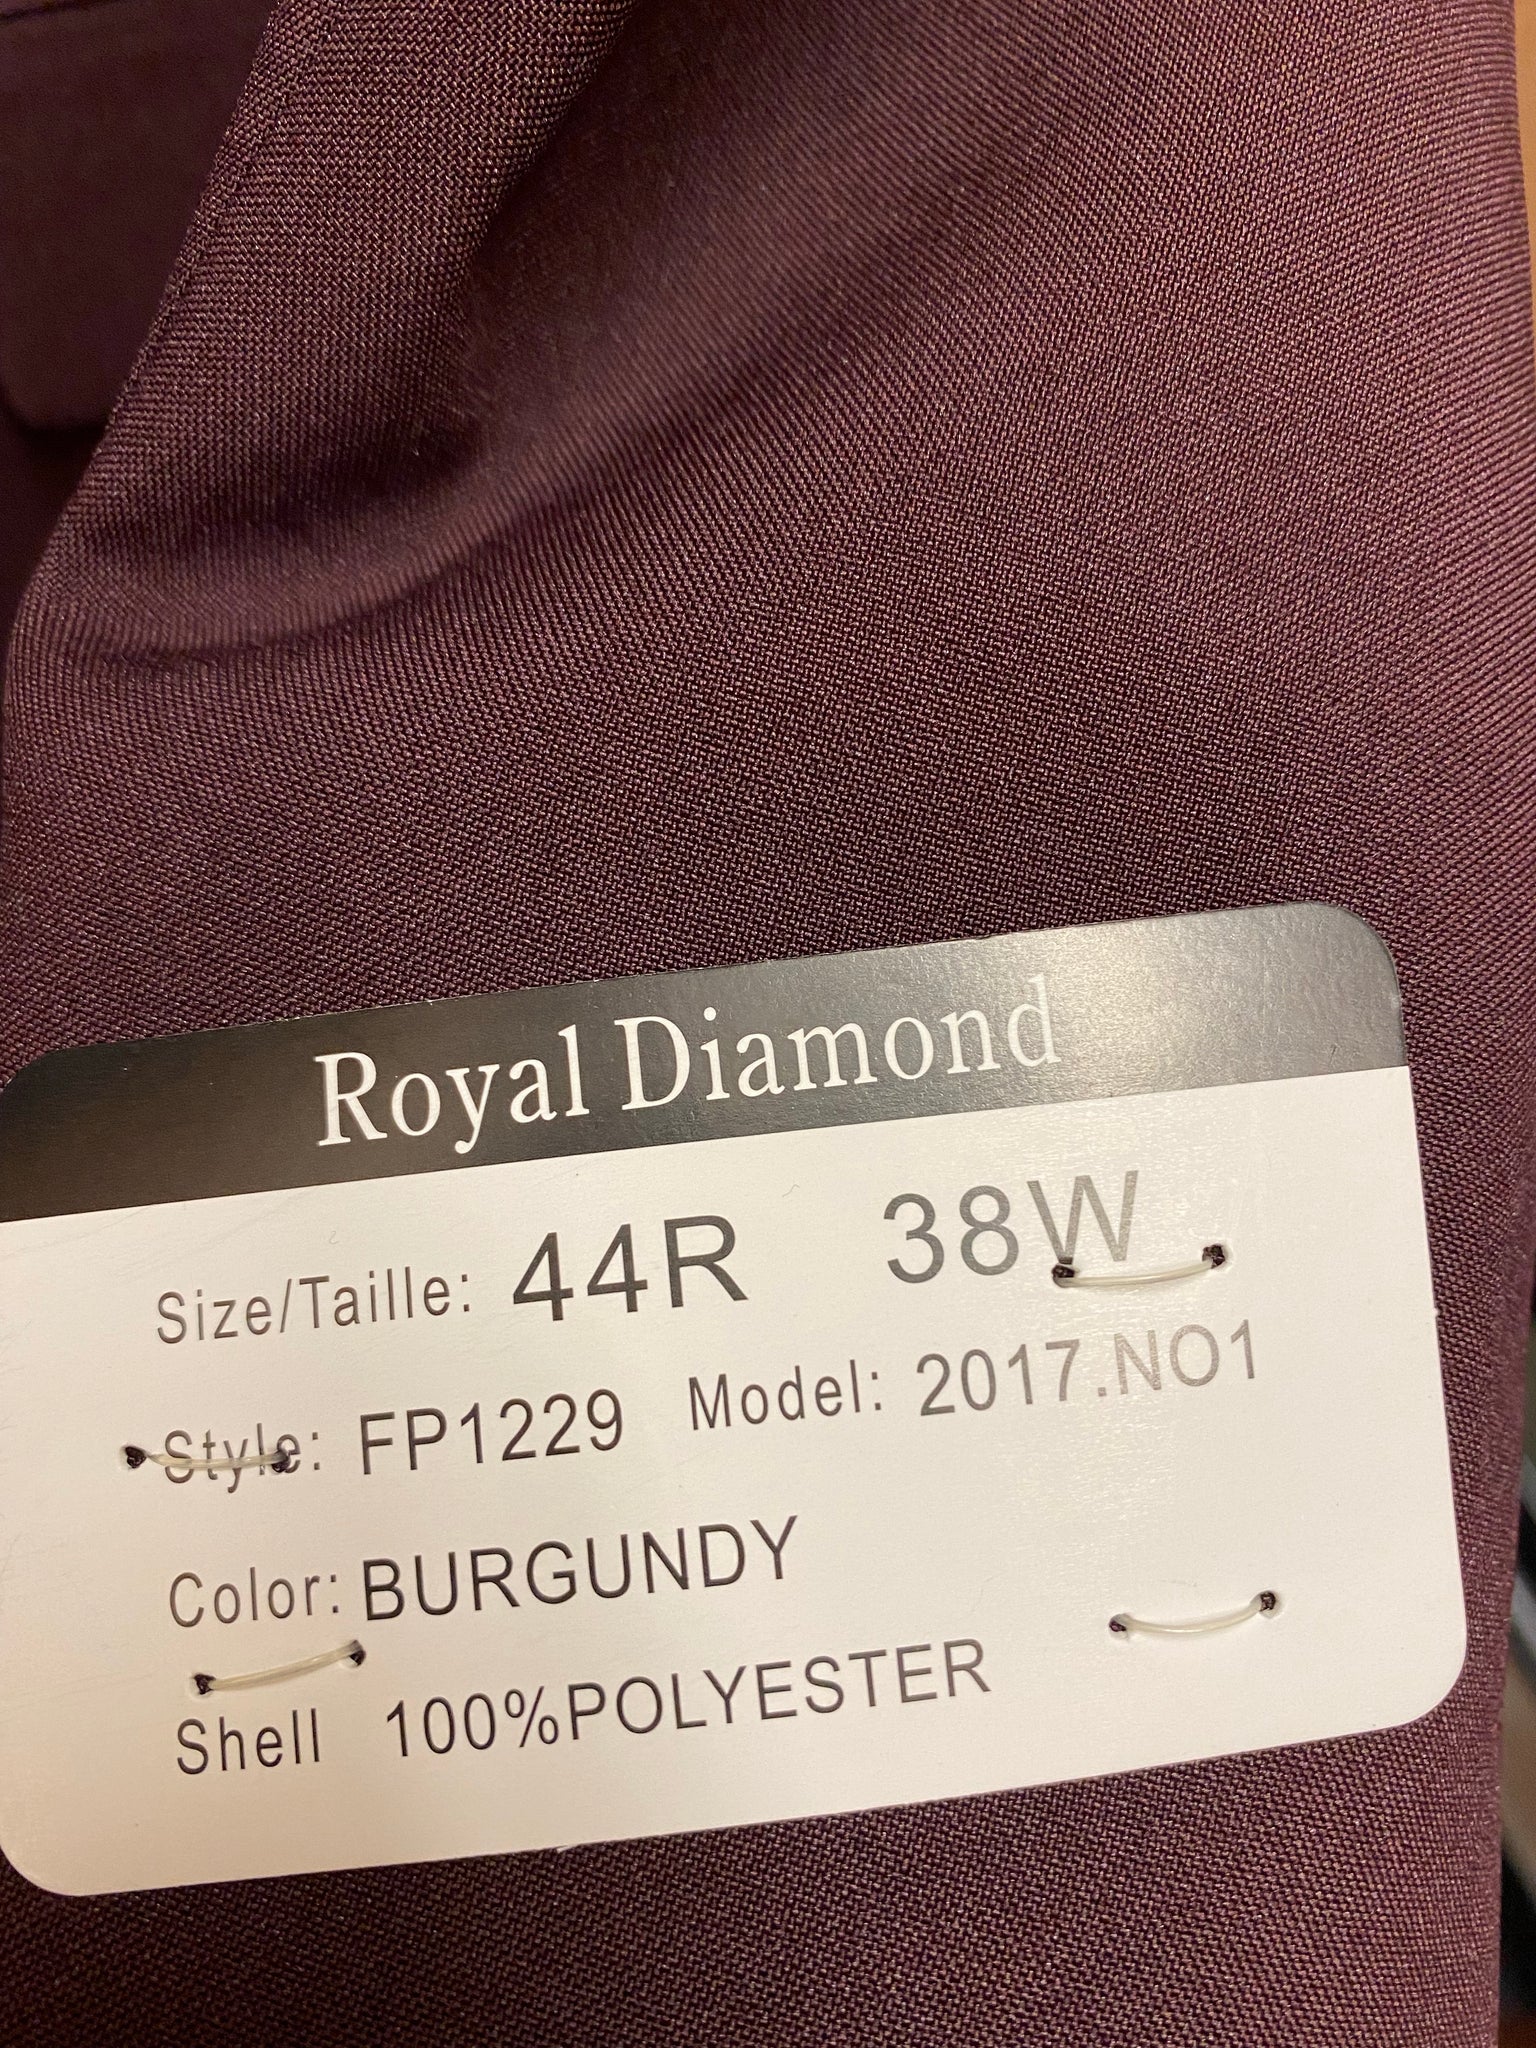 Royal Diamond
Size/Taille: 44R 38W
Style: FP1229 Model: 2017.NO1
Color: BURGUNDY
Shell 100%POLYESTER